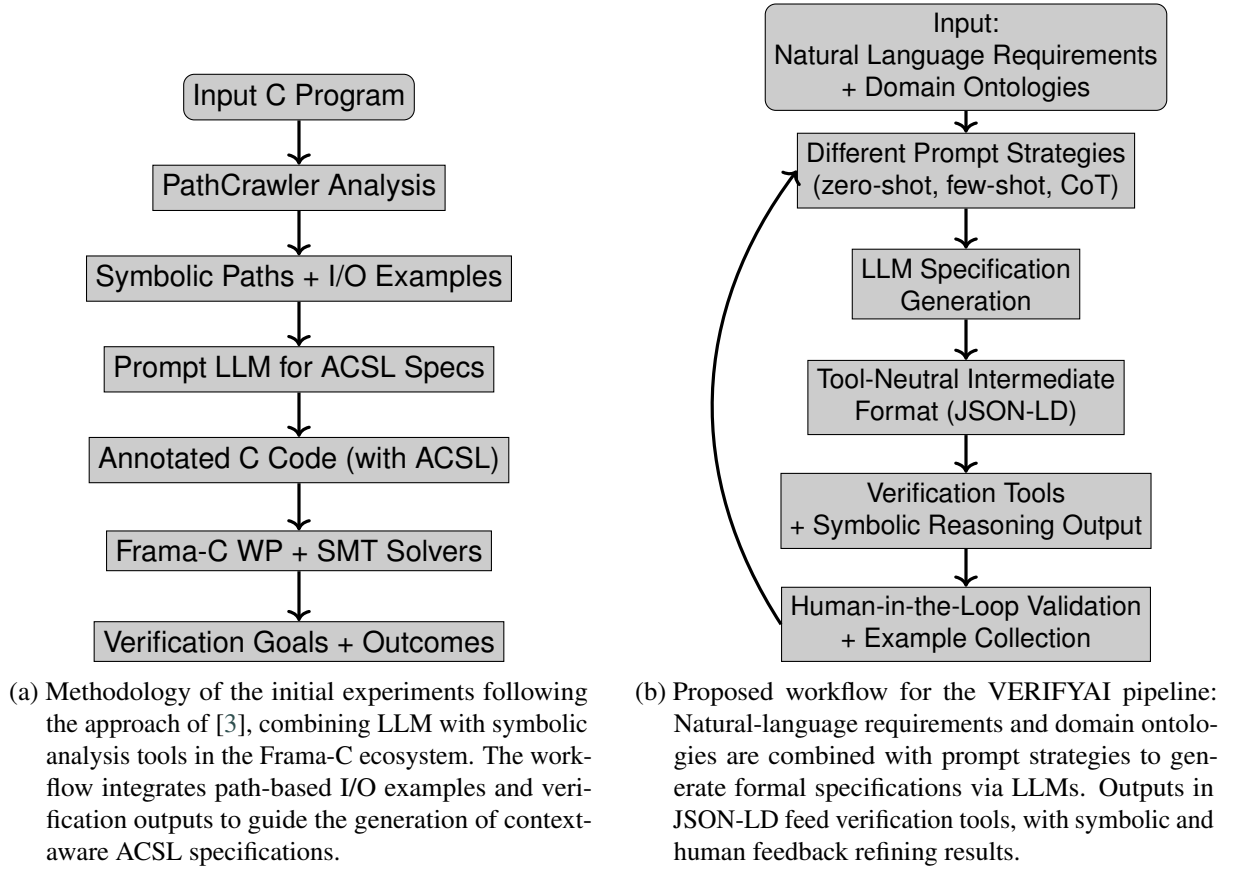 Input C Program
PathCrawler Analysis
Symbolic Paths + I/O Examples
Prompt LLM for ACSL Specs
Annotated C Code (with ACSL)
Frama-C WP + SMT Solvers
Verification Goals + Outcomes
(a) Methodology of the initial experiments following
the approach of [3], combining LLM with symbolic
analysis tools in the Frama-C ecosystem. The work-
flow integrates path-based I/O examples and veri-
fication outputs to guide the generation of context-
aware ACSL specifications.
Input:
Natural Language Requirements
+ Domain Ontologies
Different Prompt Strategies
(zero-shot, few-shot, CoT)
LLM Specification
Generation
Tool-Neutral Intermediate
Format (JSON-LD)
Verification Tools
+ Symbolic Reasoning Output
Human-in-the-Loop Validation
+ Example Collection
(b) Proposed workflow for the VERIFYAI pipeline:
Natural-language requirements and domain ontolo-
gies are combined with prompt strategies to gen-
erate formal specifications via LLMs. Outputs in
JSON-LD feed verification tools, with symbolic and
human feedback refining results.